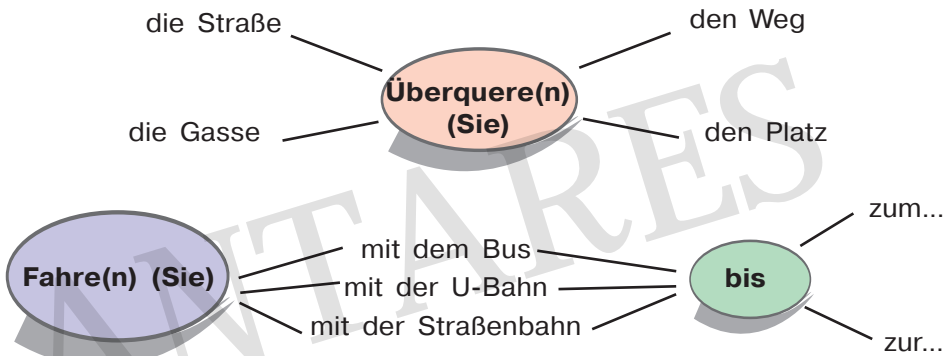 die Straße
den Weg
Überquere(n)
(Sie)
die Gasse
den Platz
ANTARES
zum...
mit dem Bus
Fahre(n) (Sie)
mit der U-Bahn
bis
mit der Straßenbahn
zur...